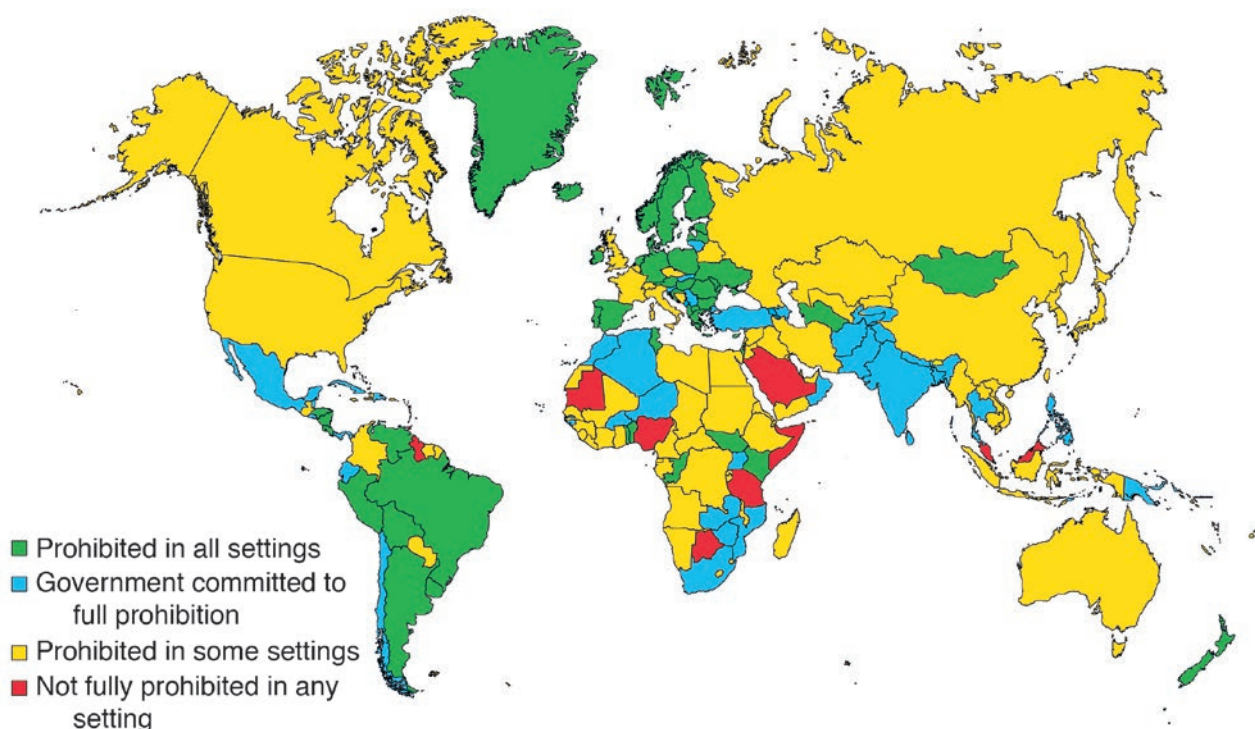 Prohibited in all settings
Government committed to
full prohibition
Prohibited in some settings
Not fully prohibited in any
setting